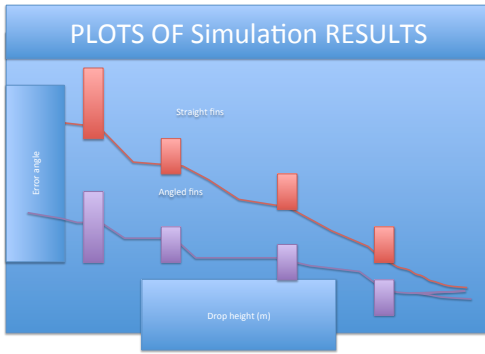 PLOTS OF Simulation RESULTS
Straight fins
Error angle
Angled fins
Drop height (m)